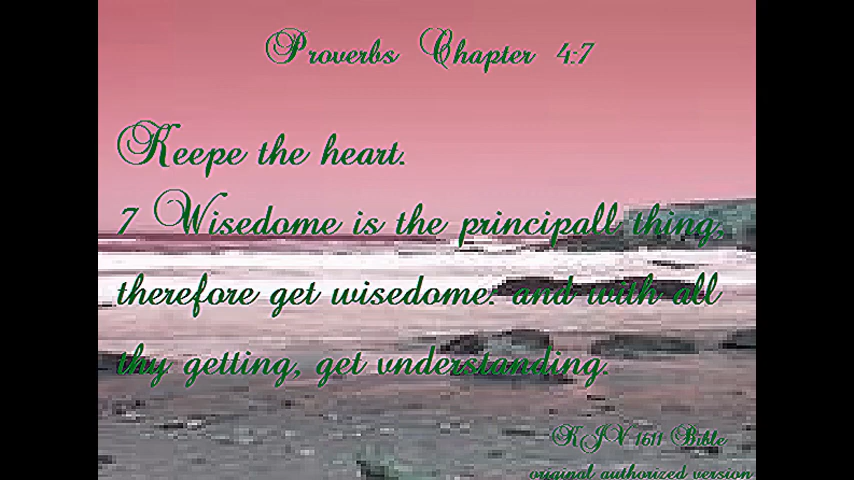 Proverbs Chapter 4:7
Keepe the heart.
7 Wisedome is the principall thing,
therefore get wisedome: and with all
thy getting, get vnderstanding.
KJV 1611 Bible
original authorized version